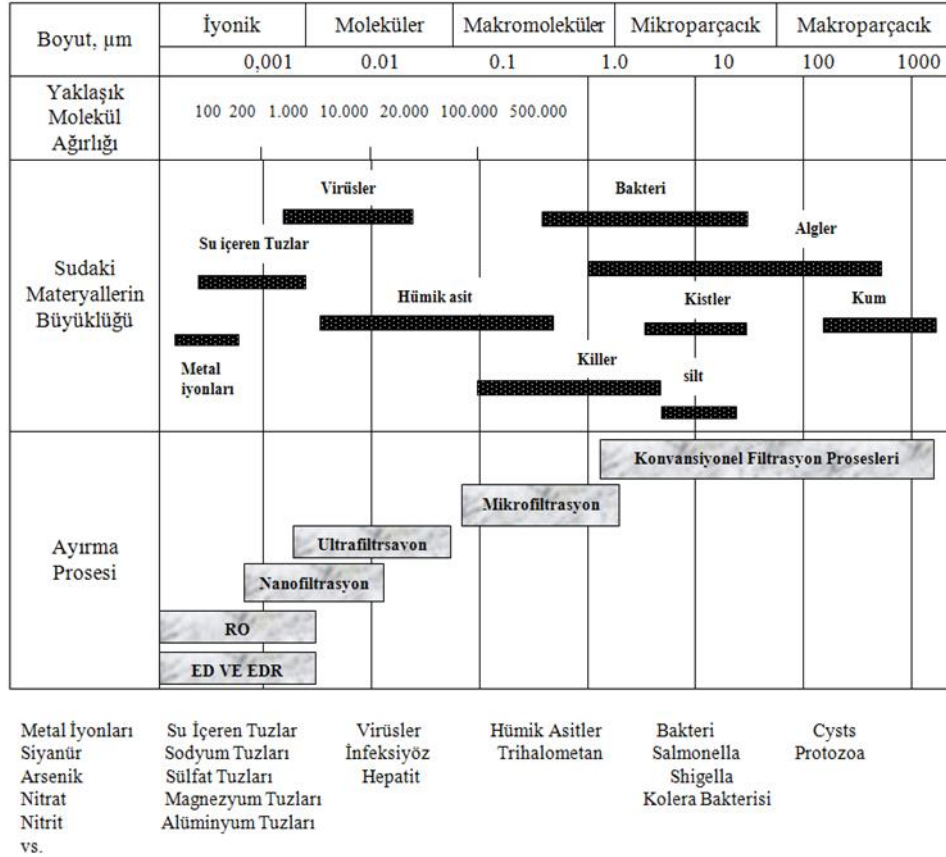 Boyut, µm
İyonik Moleküler Makromoleküler Mikroparçacık Makroparçacık
0,001 0.01 0.1 1.0 10 100 1000
Yaklaşık
Molekül
Ağırlığı
100 200 1.000 10.000 20.000 100.000 500.000
Sudaki
Materyallerin
Büyüklüğü
Virüsler Bakteri
Su içeren Tuzlar Algler
Hümik asit Kistler Kum
Metal
iyonları
Killer silt
Ayırma
Prosesi
Konvansiyonel Filtrasyon Prosesleri
Mikrofiltrasyon
Ultrafiltrsavon
Nanofiltrasyon
RO
ED VE EDR
Metal İyonları Su İçeren Tuzlar Virüsler Hümik Asitler Bakteri Cysts
Siyanür Sodyum Tuzları İnfeksiyöz Trihalometan Salmonella Protozoa
Arsenik Sülfat Tuzları Hepatit Shigella
Nitrat Magnezyum Tuzları Kolera Bakterisi
Nitrit Alüminyum Tuzları
vs.